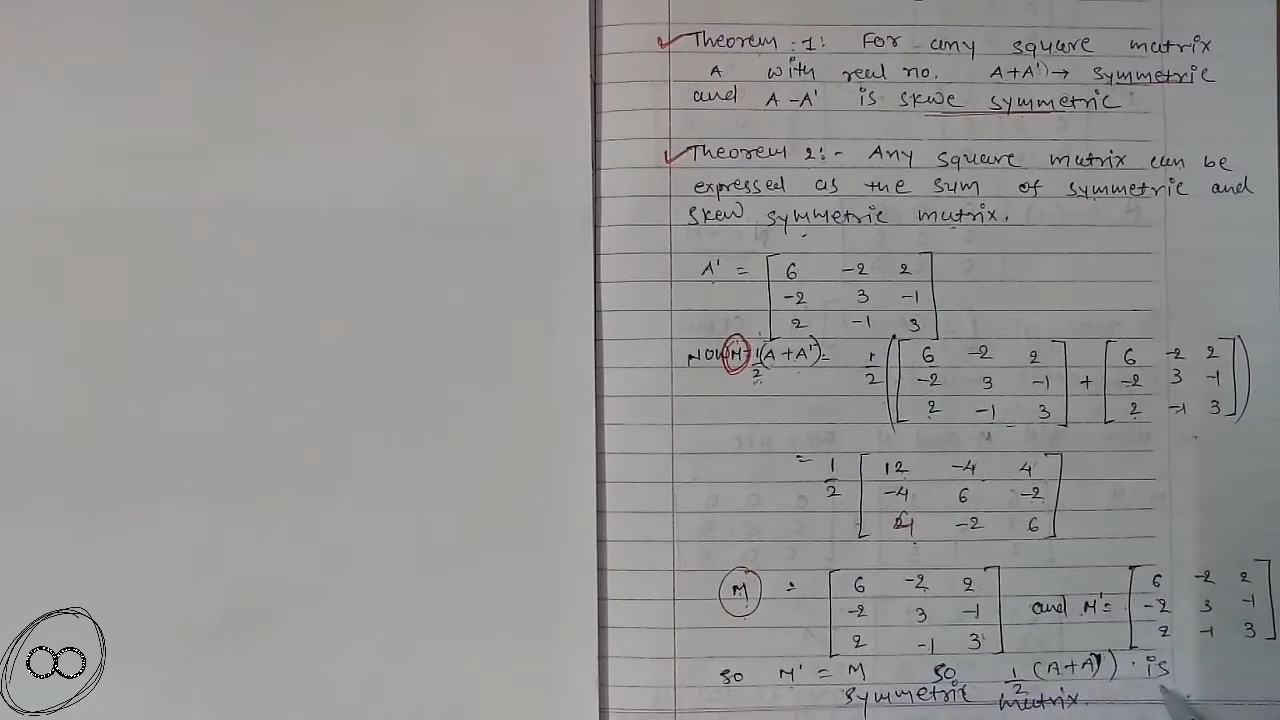 Theorem :1: For any square matrix
A with real no. A+A') → symmetric
and A -A' is skwe symmetric
Theorem 2:- Any square matrix can be
expressed as the sum of symmetric and
skew symmetric matrix.
A' = [ 6 -2 2
-2 3 -1
2 -1 3 ]
NOW M = 1/2 (A + A') = 1/2 ( [ 6 -2 2 + [ 6 -2 2
-2 3 -1 -2 3 -1
2 -1 3 ] 2 -1 3 ] )
= 1/2 [ 12 -4 4
-4 6 -2
4 -2 6 ]
M = [ 6 -2 2 and M' = [ 6 -2 2
-2 3 -1 -2 3 -1
2 -1 3 ] 2 -1 3 ]
so M' = M so 1/2 (A+A') is
symmetric matrix.